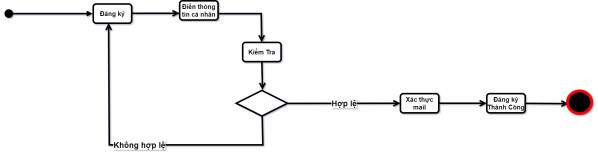 Đăng ký
Điền thông
tin cá nhân
Kiểm Tra
Hợp lệ
Xác thực
mail
Đăng ký
Thành Công
Không hợp lệ